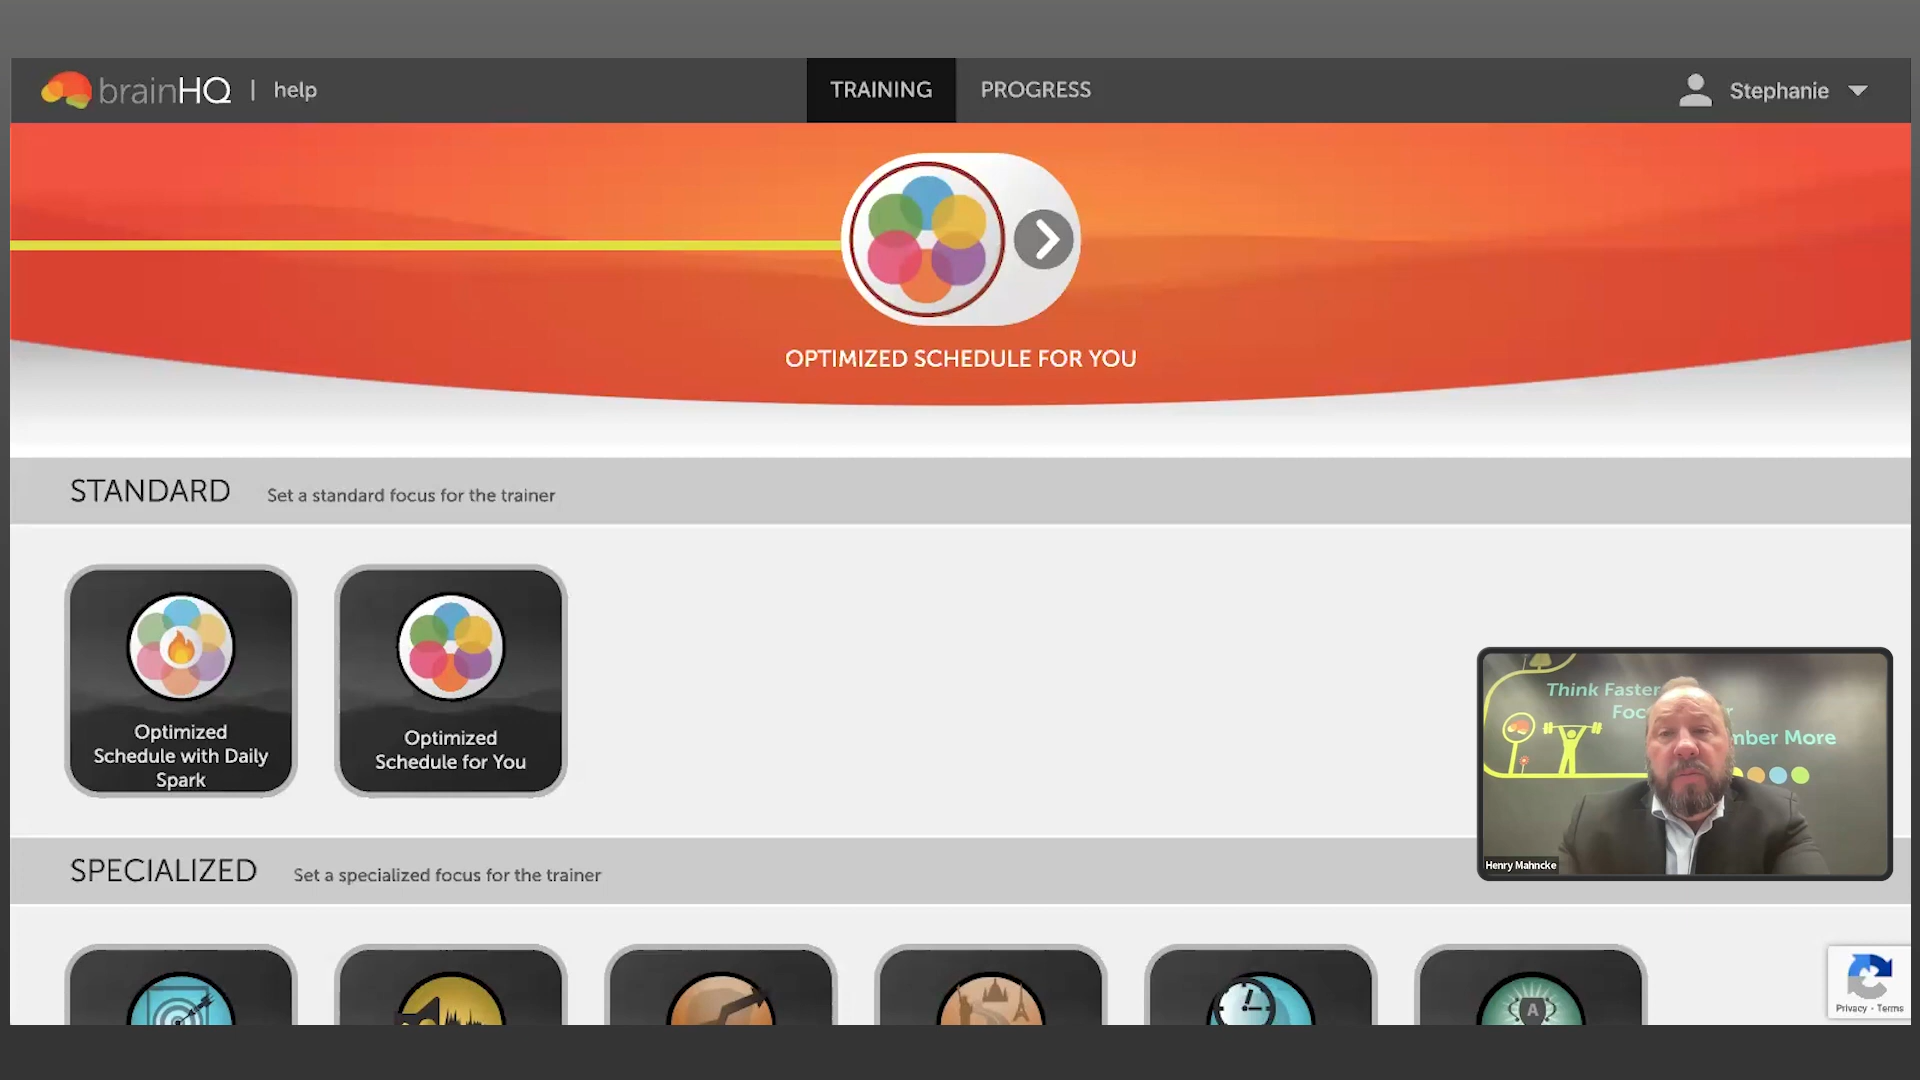 brainHQ | help
TRAINING
PROGRESS
Stephanie
OPTIMIZED SCHEDULE FOR YOU
STANDARD
Set a standard focus for the trainer
Optimized
Schedule with Daily
Spark
Optimized
Schedule for You
Think Faster
Henry Mahncke
More
SPECIALIZED
Set a specialized focus for the trainer
A
Privacy - Terms